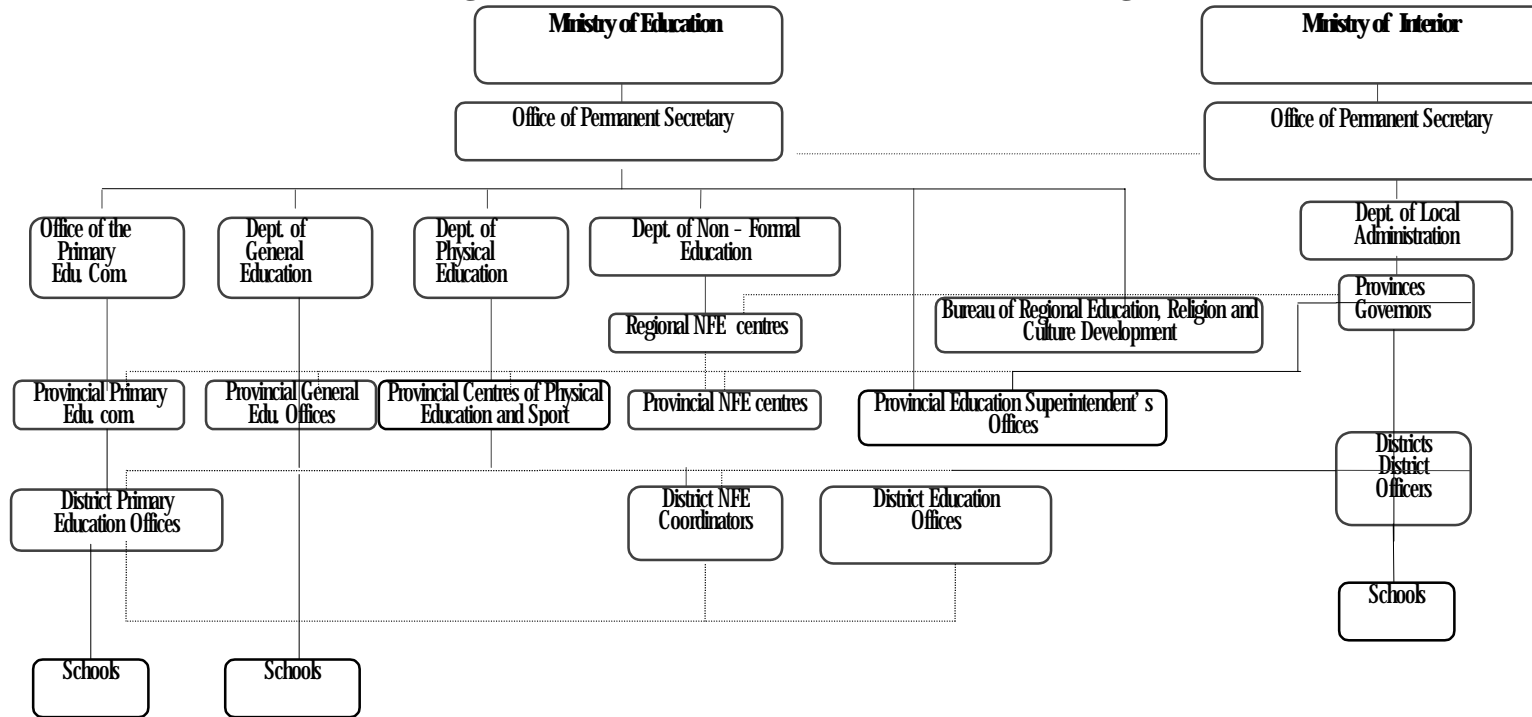 Ministry of Education
Ministry of Interior
Office of Permanent Secretary
Office of Permanent Secretary
Office of the
Primary
Edu. Com.
Dept. of
General
Education
Dept. of
Physical
Education
Dept. of Non – Formal
Education
Dept. of Local
Administration
Provinces
Governors
Bureau of Regional Education, Religion and
Culture Development
Regional NFE centres
Provincial Primary
Edu. com.
Provincial General
Edu. Offices
Provincial Centres of Physical
Education and Sport
Provincial NFE centres
Provincial Education Superintendent's
Offices
Districts
District
Officers
District Primary
Education Offices
District NFE
Coordinators
District Education
Offices
Schools
Schools
Schools